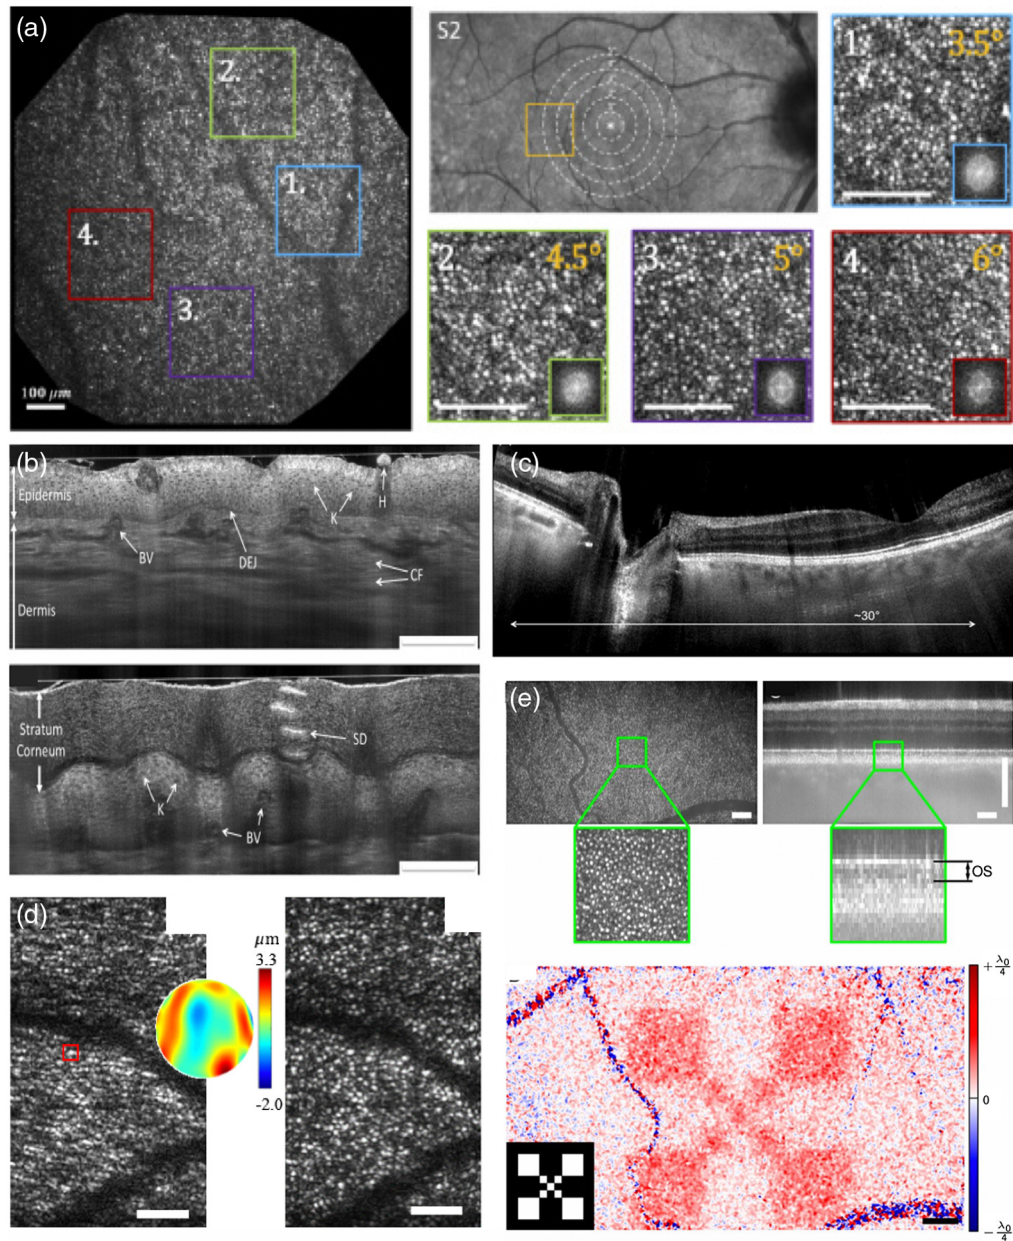 (a)
2.
1.
4.
3.
100 µm
S2
1.
3.5°
2.
4.5°
3.
5°
4.
6°
(b)
Epidermis
K
H
BV
DEJ
CF
Dermis
(c)
~30°
Stratum
Corneum
SD
K
BV
(e)
OS
(d)
µm
3.3
-2.0
+λ0/4
0
−λ0/4